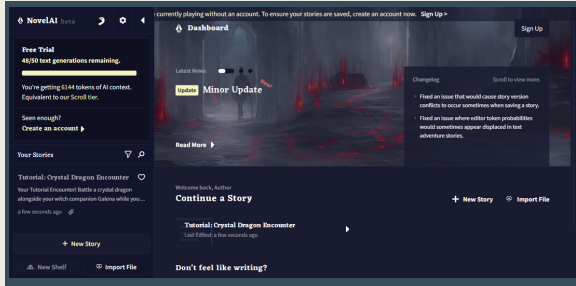 NovelAI beta
currently playing without an account. To ensure your stories are saved, create an account now. Sign Up >
Dashboard
Sign Up
Free Trial
48/50 text generations remaining.
You're getting 6144 tokens of AI context.
Equivalent to our Scroll tier.
Seen enough?
Create an account
Latest News
New!
Update Minor Update
Read More
Changelog
Scroll to view more.
Fixed an issue that would cause story version
conflicts to occur sometimes when saving a story.
Fixed an issue where editor token probabilities
would sometimes appear displaced in text
adventure stories.
Your Stories
Tutorial: Crystal Dragon Encounter
Your Tutorial Encounter! Battle a crystal dragon
alongside your witch companion Galena while you...
a few seconds ago
+ New Story
New Shelf
Import File
Welcome back, Author
Continue a Story
+ New Story
Import File
Tutorial: Crystal Dragon Encounter
Last Edited: a few seconds ago
Don't feel like writing?